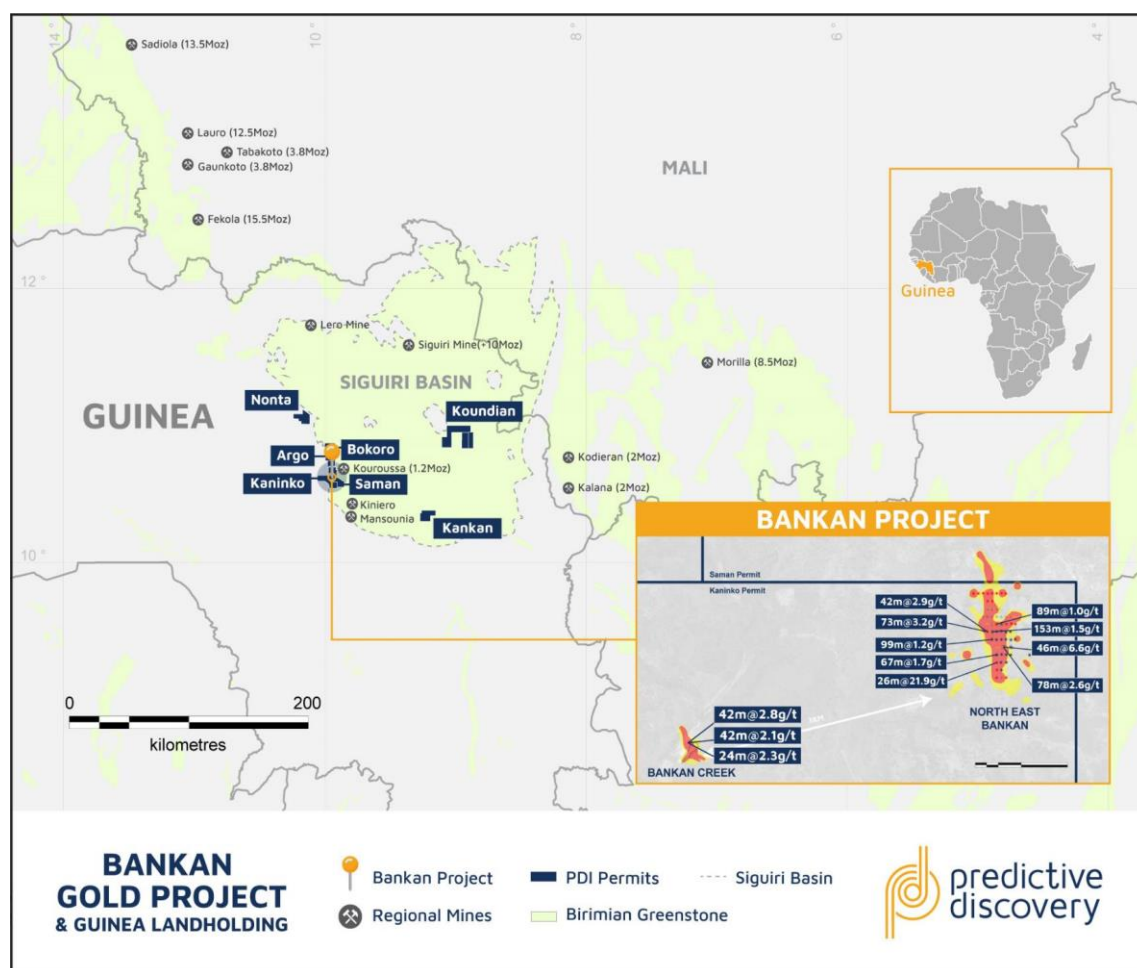 14°
10°
8°
6°
4°
Sadiola (13.5Moz)
Lauro (12.5Moz)
Tabakoto (3.8Moz)
Gaunkoto (3.8Moz)
Fekola (15.5Moz)
MALI
Guinea
12°
Lero Mine
Siguiri Mine(+10Moz)
Morilla (8.5Moz)
SIGUIRI BASIN
GUINEA
Nonta
Koundian
Argo
Bokoro
Kouroussa (1.2Moz)
Kaninko
Saman
Kiniero
Mansounia
Kankan
Kodieran (2Moz)
Kalana (2Moz)
10°
BANKAN PROJECT
Saman Permit
Kaninko Permit
42m@2.9g/t
73m@3.2g/t
99m@1.2g/t
67m@1.7g/t
26m@21.9g/t
89m@1.0g/t
153m@1.5g/t
46m@6.6g/t
78m@2.6g/t
NORTH EAST
BANKAN
42m@2.8g/t
42m@2.1g/t
24m@2.3g/t
BANKAN CREEK
0
200
kilometres
BANKAN
GOLD PROJECT
& GUINEA LANDHOLDING
Bankan Project
PDI Permits
Siguiri Basin
Regional Mines
Birimian Greenstone
predictive
discovery